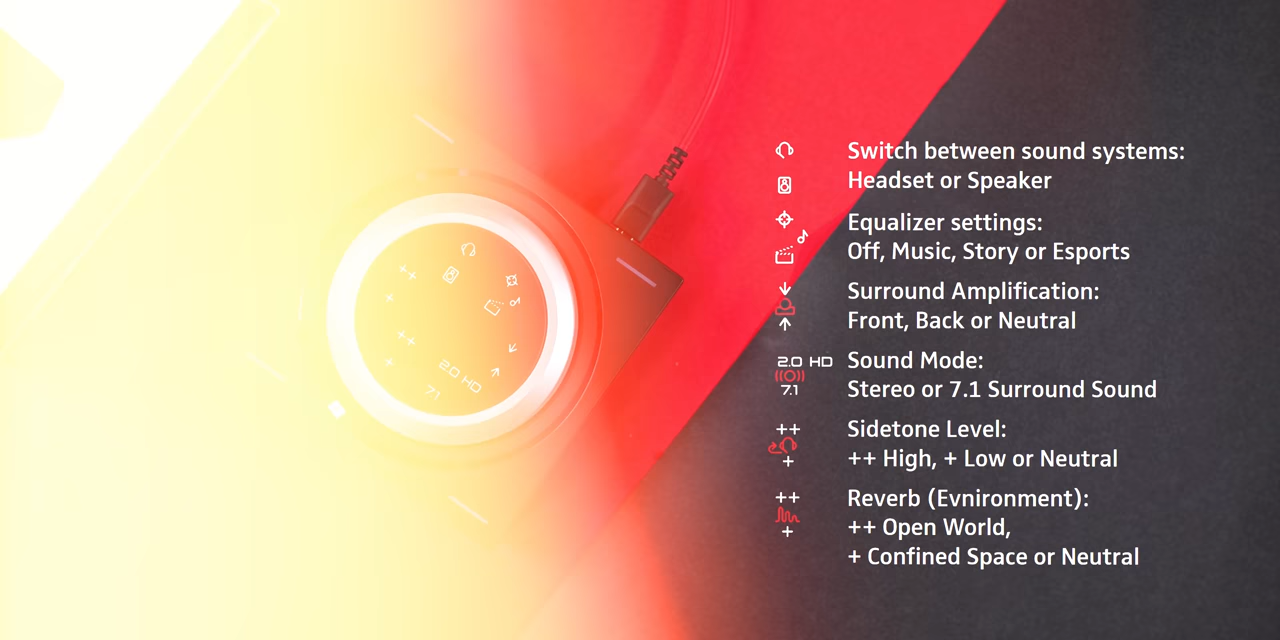 Switch between sound systems:
Headset or Speaker
Equalizer settings:
Off, Music, Story or Esports
Surround Amplification:
Front, Back or Neutral
2.0 HD
7.1
Sound Mode:
Stereo or 7.1 Surround Sound
++
+
Sidetone Level:
++ High, + Low or Neutral
++
+
Reverb (Evnironment):
++ Open World,
+ Confined Space or Neutral
++
+
++
+
2.0 HD
7.1